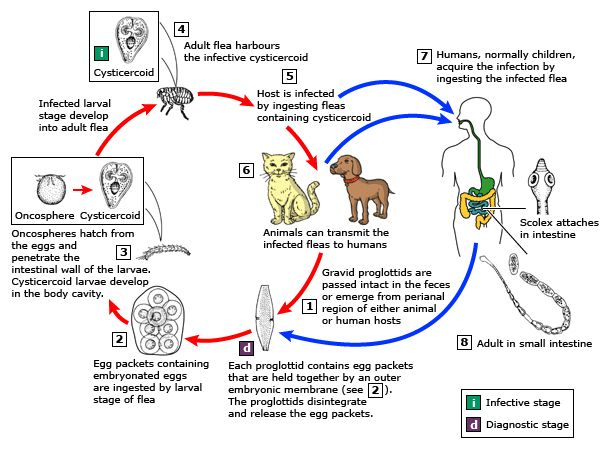 i
Cysticercoid
4
Adult flea harbours
the infective cysticercoid
Infected larval
stage develop
into adult flea
5
Host is infected
by ingesting fleas
containing cysticercoid
7
Humans, normally children,
acquire the infection by
ingesting the infected flea
6
Animals can transmit the
infected fleas to humans
Oncosphere
Cysticercoid
Oncospheres hatch from
the eggs and
penetrate the
intestinal wall of the larvae.
Cysticercoid larvae develop
in the body cavity.
3
Scolex attaches
in intestine
1
Gravid proglottids are
passed intact in the feces
or emerge from perianal
region of either animal
or human hosts
2
Egg packets containing
embryonated eggs
are ingested by larval
stage of flea
d
Each proglottid contains egg packets
that are held together by an outer
embryonic membrane (see 2).
The proglottids disintegrate
and release the egg packets.
8 Adult in small intestine
i Infective stage
d Diagnostic stage